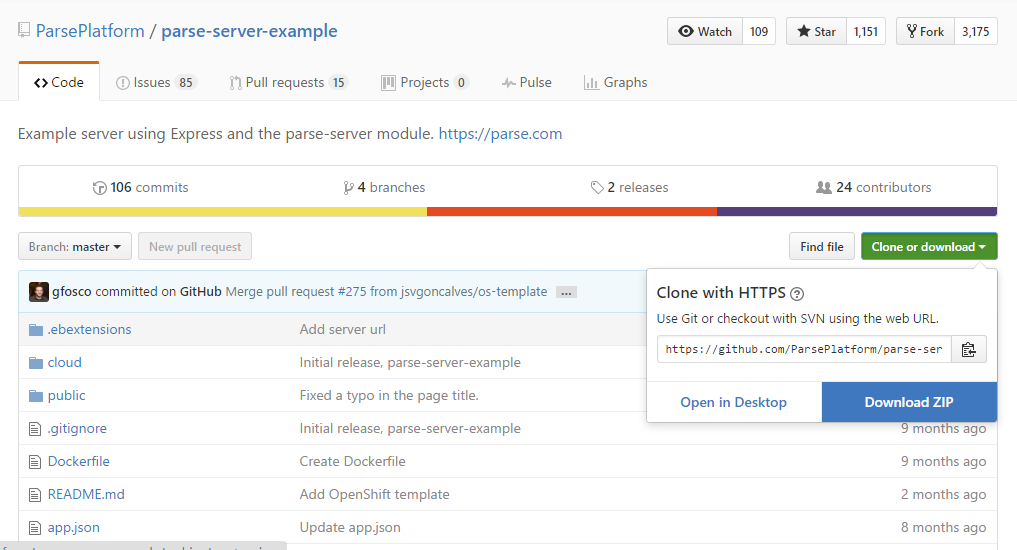 ParsePlatform / parse-server-example
Watch 109 Star 1,151 Fork 3,175
Code Issues 85 Pull requests 15 Projects 0 Pulse Graphs
Example server using Express and the parse-server module. https://parse.com
106 commits 4 branches 2 releases 24 contributors
Branch: master New pull request Find file Clone or download
gfosco committed on GitHub Merge pull request #275 from jsvgoncalves/os-template ...
Clone with HTTPS ?
Use Git or checkout with SVN using the web URL.
https://github.com/ParsePlatform/parse-ser
Open in Desktop Download ZIP
.ebextensions Add server url
cloud Initial release, parse-server-example
public Fixed a typo in the page title.
.gitignore Initial release, parse-server-example 9 months ago
Dockerfile Create Dockerfile 9 months ago
README.md Add OpenShift template 2 months ago
app.json Update app.json 8 months ago